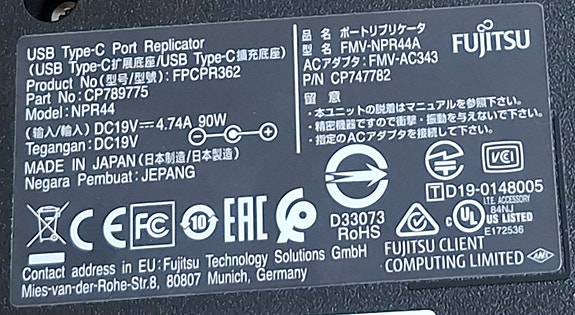 USB Type-C Port Replicator
(USB Type-C扩展底座/USB Type-C擴充底座)
Product No (型号/型號): FPCPR362
Part No: CP789775
Model: NPR44
(输入/輸入) DC19V⎓4.74A 90W
Tegangan: DC19V
MADE IN JAPAN (日本制造/日本製造)
Negara Pembuat: JEPANG
CE FC 10 EAC
Contact address in EU: Fujitsu Technology Solutions GmbH
Mies-van-der-Rohe-Str.8, 80807 Munich, Germany
品名 ポートリプリケータ
型名 FMV-NPR44A
ACアダプタ: FMV-AC343
P/N CP747782
FUJITSU
留意
・本ユニットの脱着はマニュアルを参照下さい。
・精密機器ですので衝撃・振動を与えないで下さい。
・指定のACアダプタを接続して下さい。
D33073
RoHS
VCI
T D19-0148005
c UL US LISTED
I.T.E. ACCESSORY
84NJ
E172536
FUJITSU CLIENT
COMPUTING LIMITED